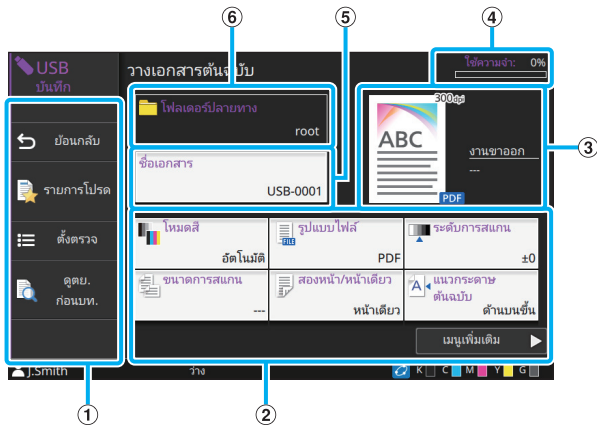 ⑥ ⑤ ④
USB
บันทึก
วางเอกสารต้นฉบับ
ใช้ความจำ: 0%
โฟลเดอร์ปลายทาง
root
300dpi
ABC
PDF
งานขาออก
---
③
ย้อนกลับ
ชื่อเอกสาร
USB-0001
รายการโปรด
ตั้งตรวจ
ดูตย.
ก่อนบท.
โหมดสี
อัตโนมัติ
รูปแบบไฟล์
FILE
PDF
ระดับการสแกน
±0
ขนาดการสแกน
---
สองหน้า/หน้าเดียว
หน้าเดียว
A
แนวกระดาษ
ต้นฉบับ
ด้านบนขึ้น
เมนูเพิ่มเติม
J.Smith
ว่าง
K C M Y G
① ②